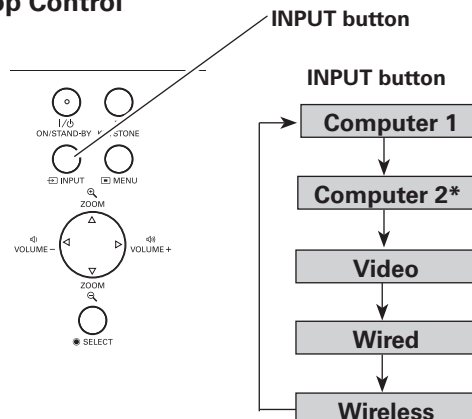 op Control
INPUT button
INPUT button
ON/STAND-BY
STONE
INPUT
MENU
ZOOM
VOLUME –
VOLUME +
ZOOM
SELECT
Computer 1
Computer 2*
Video
Wired
Wireless